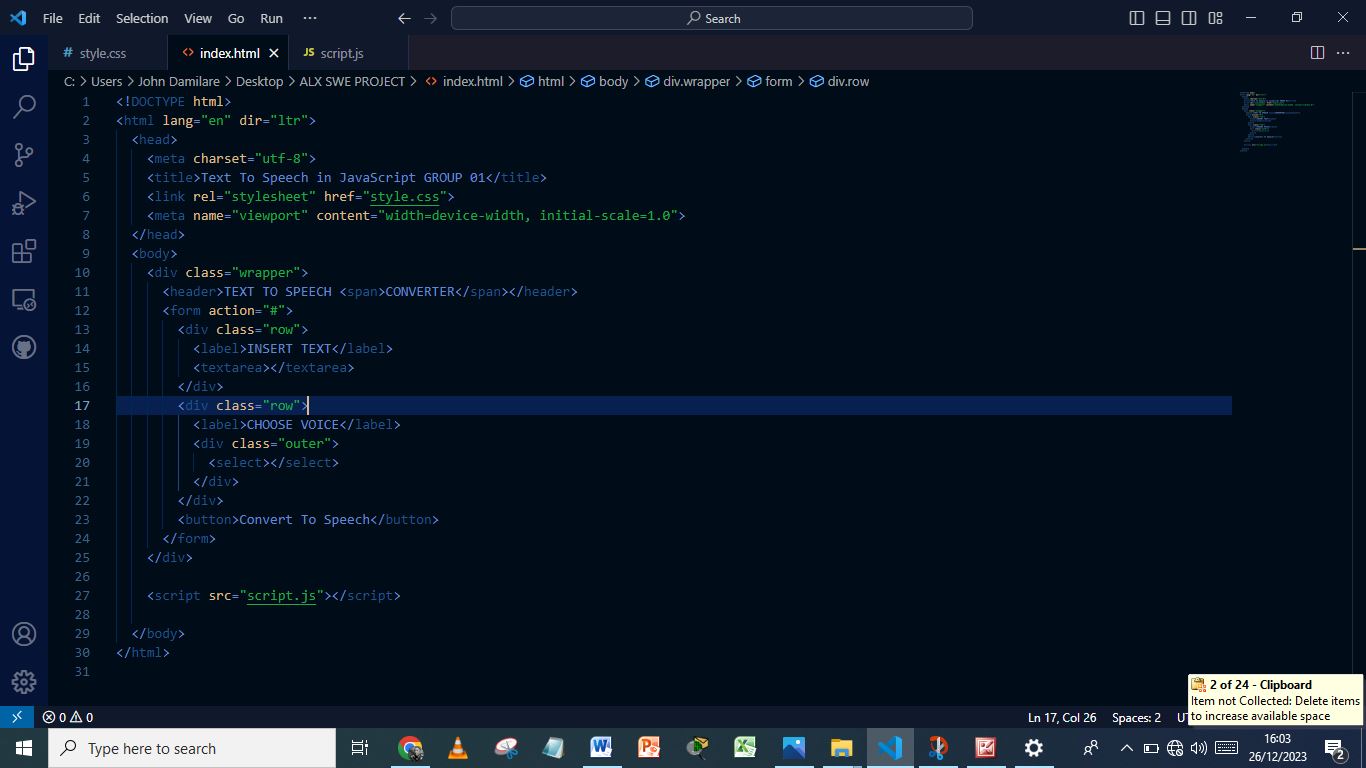 File Edit Selection View Go Run ··· Search
# style.css <> index.html JS script.js
C: > Users > John Damilare > Desktop > ALX SWE PROJECT > <> index.html > html > body > div.wrapper > form > div.row
1 <!DOCTYPE html>
2 <html lang="en" dir="ltr">
3 <head>
4 <meta charset="utf-8">
5 <title>Text To Speech in JavaScript GROUP 01</title>
6 <link rel="stylesheet" href="style.css">
7 <meta name="viewport" content="width=device-width, initial-scale=1.0">
8 </head>
9 <body>
10 <div class="wrapper">
11 <header>TEXT TO SPEECH <span>CONVERTER</span></header>
12 <form action="#">
13 <div class="row">
14 <label>INSERT TEXT</label>
15 <textarea></textarea>
16 </div>
17 <div class="row">
18 <label>CHOOSE VOICE</label>
19 <div class="outer">
20 <select></select>
21 </div>
22 </div>
23 <button>Convert To Speech</button>
24 </form>
25 </div>
26
27 <script src="script.js"></script>
28
29 </body>
30 </html>
31
2 of 24 - Clipboard
Item not Collected: Delete items
to increase available space
0 0 Ln 17, Col 26 Spaces: 2
Type here to search
16:03
26/12/2023
2